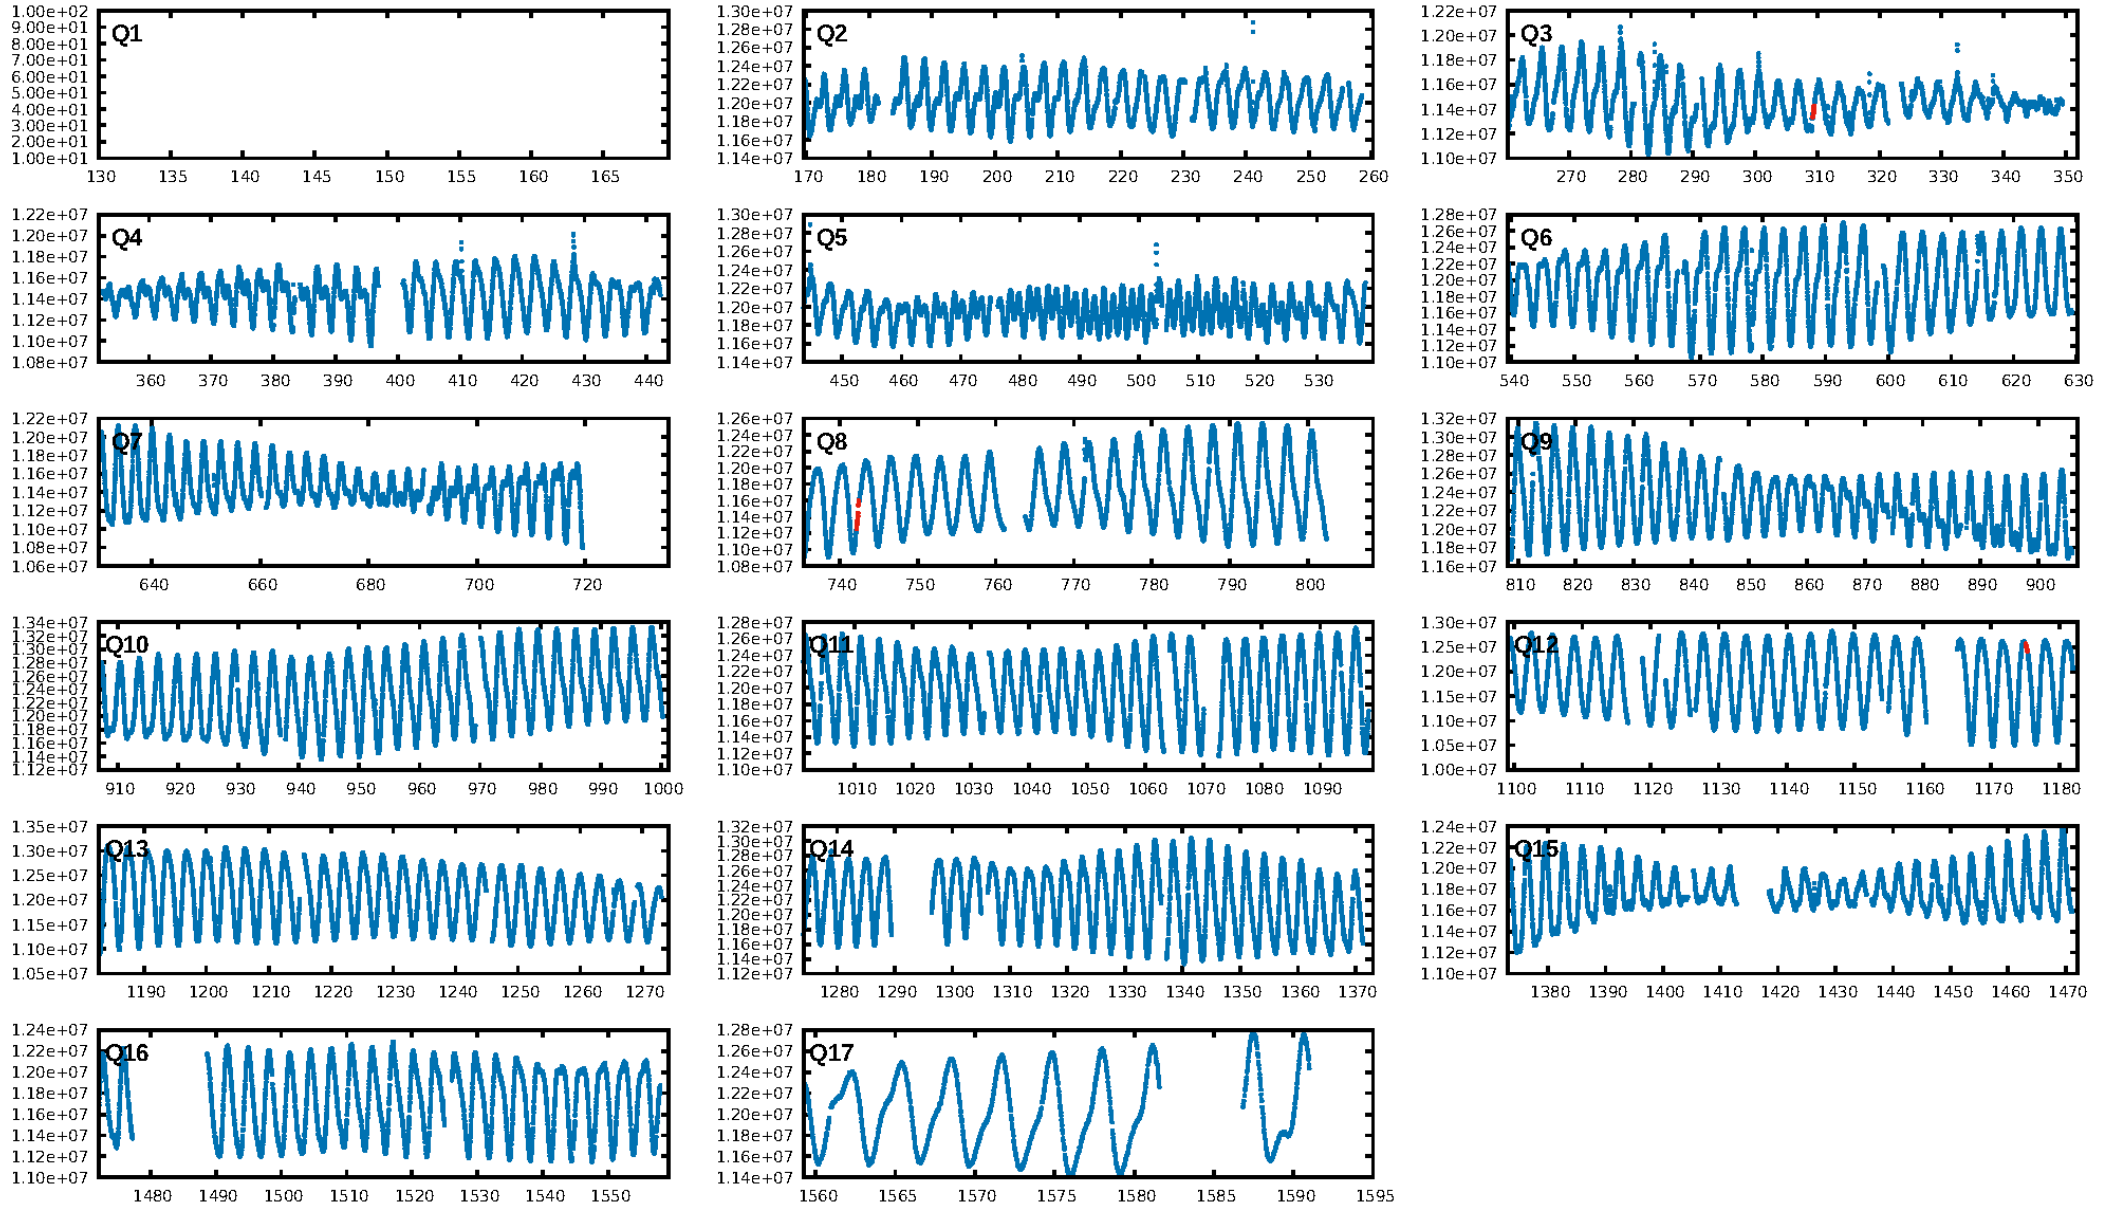 1.00e+02
9.00e+01
8.00e+01
7.00e+01
6.00e+01
5.00e+01
4.00e+01
3.00e+01
2.00e+01
1.00e+01
Q1
130 135 140 145 150 155 160 165
1.30e+07
1.28e+07
1.26e+07
1.24e+07
1.22e+07
1.20e+07
1.18e+07
1.16e+07
1.14e+07
Q2
170 180 190 200 210 220 230 240 250 260
1.22e+07
1.20e+07
1.18e+07
1.16e+07
1.14e+07
1.12e+07
1.10e+07
Q3
270 280 290 300 310 320 330 340 350
1.22e+07
1.20e+07
1.18e+07
1.16e+07
1.14e+07
1.12e+07
1.10e+07
1.08e+07
Q4
360 370 380 390 400 410 420 430 440
1.30e+07
1.28e+07
1.26e+07
1.24e+07
1.22e+07
1.20e+07
1.18e+07
1.16e+07
1.14e+07
Q5
450 460 470 480 490 500 510 520 530
1.28e+07
1.26e+07
1.24e+07
1.22e+07
1.20e+07
1.18e+07
1.16e+07
1.14e+07
1.12e+07
1.10e+07
Q6
540 550 560 570 580 590 600 610 620 630
1.22e+07
1.20e+07
1.18e+07
1.16e+07
1.14e+07
1.12e+07
1.10e+07
1.08e+07
1.06e+07
Q7
640 660 680 700 720
1.26e+07
1.24e+07
1.22e+07
1.20e+07
1.18e+07
1.16e+07
1.14e+07
1.12e+07
1.10e+07
1.08e+07
Q8
740 750 760 770 780 790 800
1.32e+07
1.30e+07
1.28e+07
1.26e+07
1.24e+07
1.22e+07
1.20e+07
1.18e+07
1.16e+07
Q9
810 820 830 840 850 860 870 880 890 900
1.34e+07
1.32e+07
1.30e+07
1.28e+07
1.26e+07
1.24e+07
1.22e+07
1.20e+07
1.18e+07
1.16e+07
1.14e+07
1.12e+07
Q10
910 920 930 940 950 960 970 980 990 1000
1.28e+07
1.26e+07
1.24e+07
1.22e+07
1.20e+07
1.18e+07
1.16e+07
1.14e+07
1.12e+07
1.10e+07
Q11
1010 1020 1030 1040 1050 1060 1070 1080 1090
1.30e+07
1.25e+07
1.20e+07
1.15e+07
1.10e+07
1.05e+07
1.00e+07
Q12
1100 1110 1120 1130 1140 1150 1160 1170 1180
1.35e+07
1.30e+07
1.25e+07
1.20e+07
1.15e+07
1.10e+07
1.05e+07
Q13
1190 1200 1210 1220 1230 1240 1250 1260 1270
1.32e+07
1.30e+07
1.28e+07
1.26e+07
1.24e+07
1.22e+07
1.20e+07
1.18e+07
1.16e+07
1.14e+07
1.12e+07
Q14
1280 1290 1300 1310 1320 1330 1340 1350 1360 1370
1.24e+07
1.22e+07
1.20e+07
1.18e+07
1.16e+07
1.14e+07
1.12e+07
1.10e+07
Q15
1380 1390 1400 1410 1420 1430 1440 1450 1460 1470
1.24e+07
1.22e+07
1.20e+07
1.18e+07
1.16e+07
1.14e+07
1.12e+07
1.10e+07
Q16
1480 1490 1500 1510 1520 1530 1540 1550
1.28e+07
1.26e+07
1.24e+07
1.22e+07
1.20e+07
1.18e+07
1.16e+07
1.14e+07
Q17
1560 1565 1570 1575 1580 1585 1590 1595